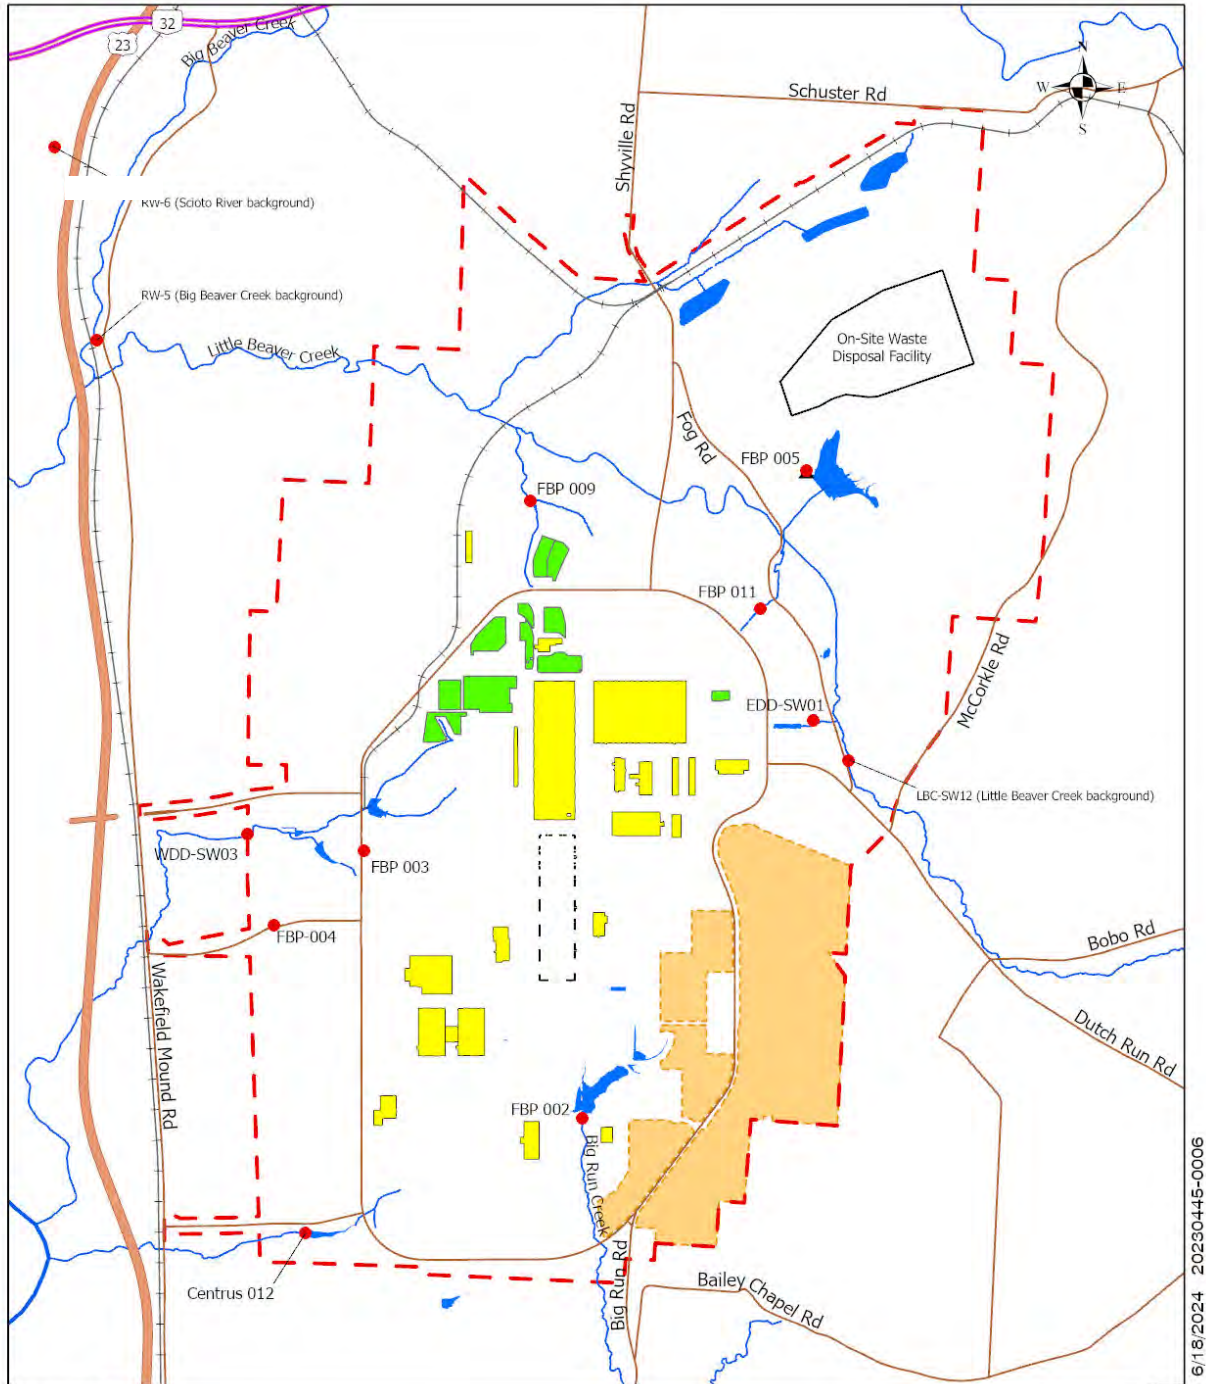 32
23
Big Beaver Creek
N
W
E
S
Schuster Rd
Shyville Rd
RW-6 (Scioto River background)
RW-5 (Big Beaver Creek background)
Little Beaver Creek
On-Site Waste
Disposal Facility
Fog Rd
FBP 005
FBP 009
FBP 011
McCorkle Rd
EDD-SW01
LBC-SW12 (Little Beaver Creek background)
WDD-SW03
FBP 003
FBP-004
Bobo Rd
Wakefield Mound Rd
Dutch Run Rd
FBP 002
Big Run Creek
Big Run Rd
Bailey Chapel Rd
Centrus 012
6/18/2024 20230445-0006